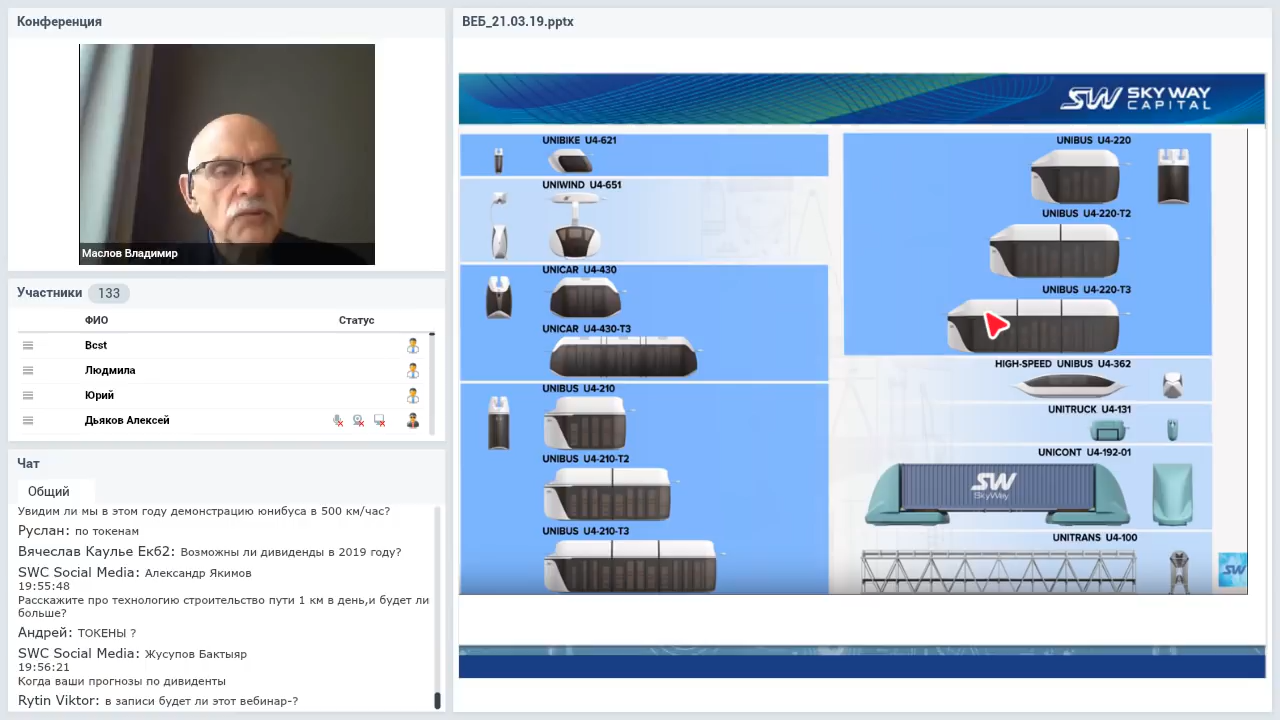 Конференция
Маслов Владимир
Участники 133
ФИО Статус
Bcst
Людмила
Юрий
Дьяков Алексей
Чат
Общий
Увидим ли мы в этом году демонстрацию юнибуса в 500 км/час?
Руслан: по токенам
Вячеслав Каулье Екб2: Возможны ли дивиденды в 2019 году?
SWC Social Media: Александр Якимов
19:55:48
Расскажите про технологию строительство пути 1 км в день,и будет ли
больше?
Андрей: ТОКЕНЫ ?
SWC Social Media: Жусупов Бактыяр
19:56:21
Когда ваши прогнозы по дивиденты
Rytin Viktor: в записи будет ли этот вебинар-?
ВЕБ_21.03.19.pptx
SW SKY WAY
CAPITAL
UNIBIKE U4-621
UNIWIND U4-651
UNICAR U4-430
UNICAR U4-430-T3
UNIBUS U4-210
UNIBUS U4-210-T2
UNIBUS U4-210-T3
UNIBUS U4-220
UNIBUS U4-220-T2
UNIBUS U4-220-T3
HIGH-SPEED UNIBUS U4-362
UNITRUCK U4-131
UNICONT U4-192-01
SW
SkyWay
UNITRANS U4-100
SW